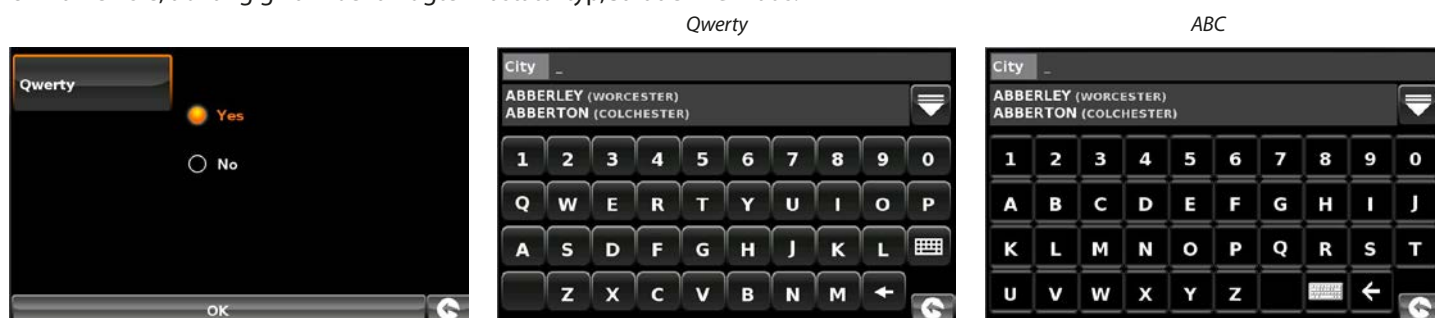 Qwerty
ABC
Qwerty
Yes
No
OK
City _
ABBERLEY (WORCESTER)
ABBERTON (COLCHESTER)
1 2 3 4 5 6 7 8 9 0
Q W E R T Y U I O P
A S D F G H J K L
Z X C V B N M ←
City _
ABBERLEY (WORCESTER)
ABBERTON (COLCHESTER)
1 2 3 4 5 6 7 8 9 0
A B C D E F G H I J
K L M N O P Q R S T
U V W X Y Z ←